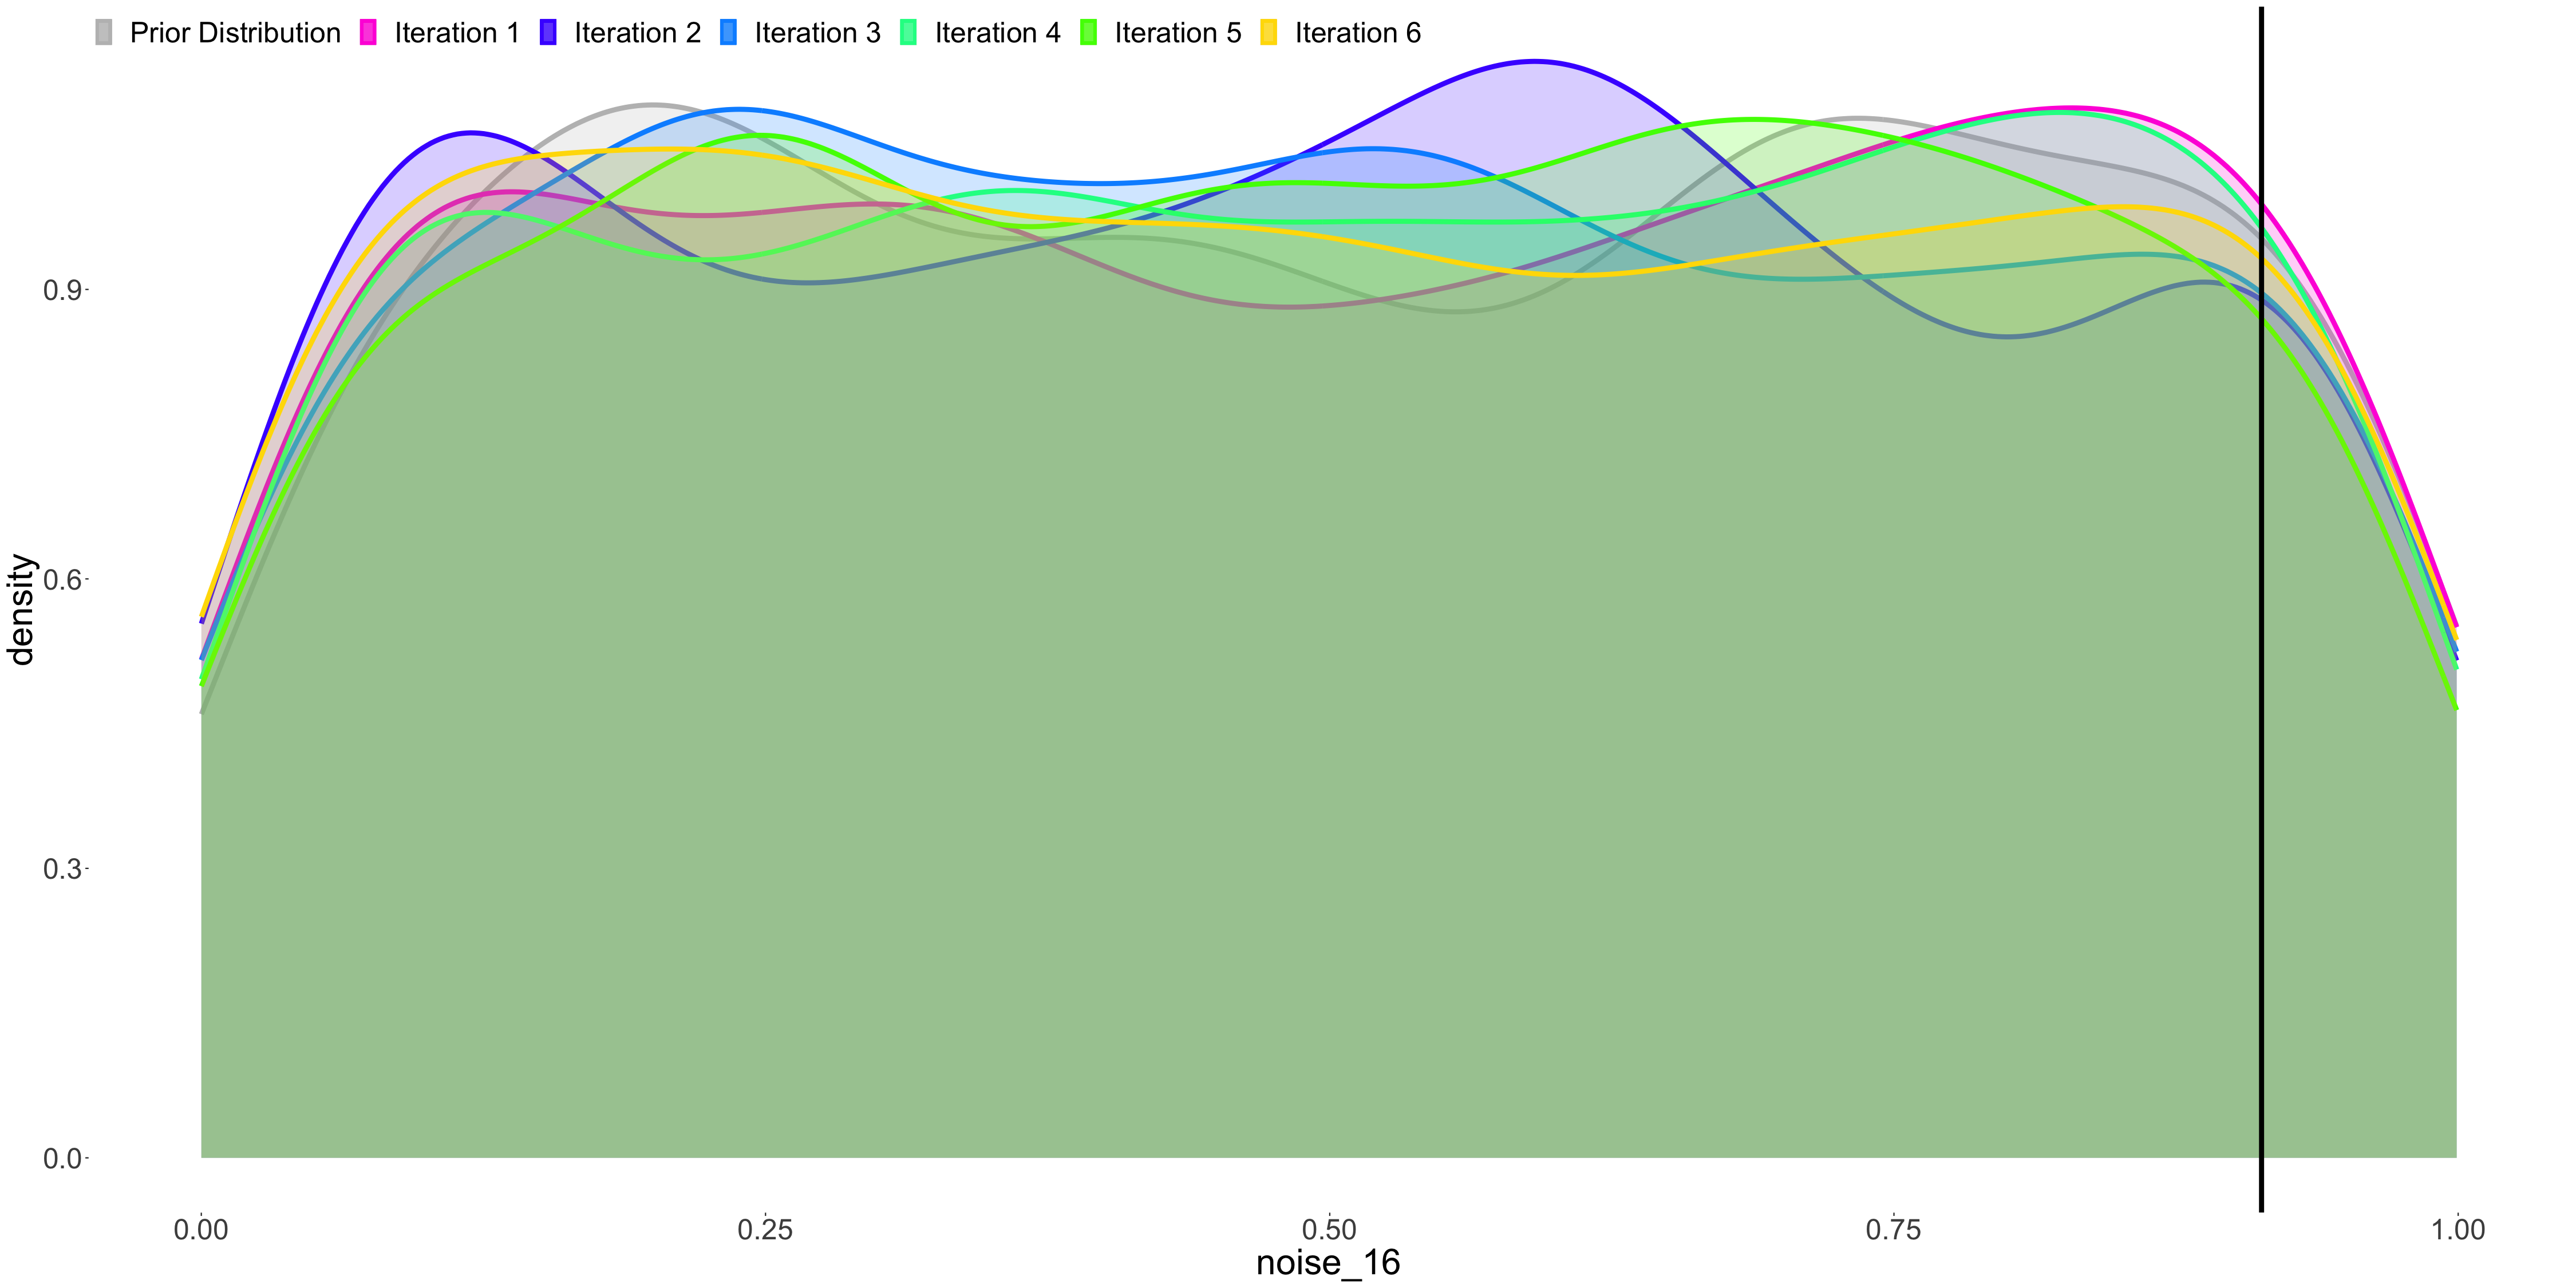 Prior Distribution Iteration 1 Iteration 2 Iteration 3 Iteration 4 Iteration 5 Iteration 6
density
0.9
0.6
0.3
0.0
0.00 0.25 0.50 0.75 1.00
noise_16